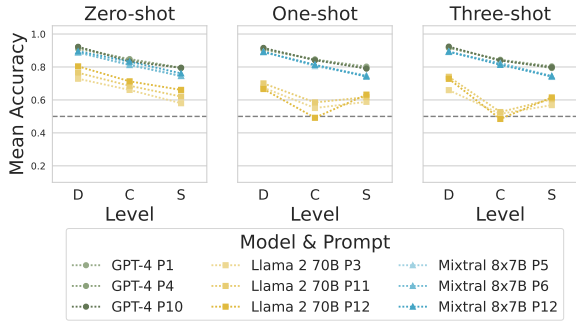 Zero-shot One-shot Three-shot
Mean Accuracy
1.0
0.8
0.6
0.4
0.2
D C S D C S D C S
Level Level Level
Model & Prompt
GPT-4 P1 Llama 2 70B P3 Mixtral 8x7B P5
GPT-4 P4 Llama 2 70B P11 Mixtral 8x7B P6
GPT-4 P10 Llama 2 70B P12 Mixtral 8x7B P12